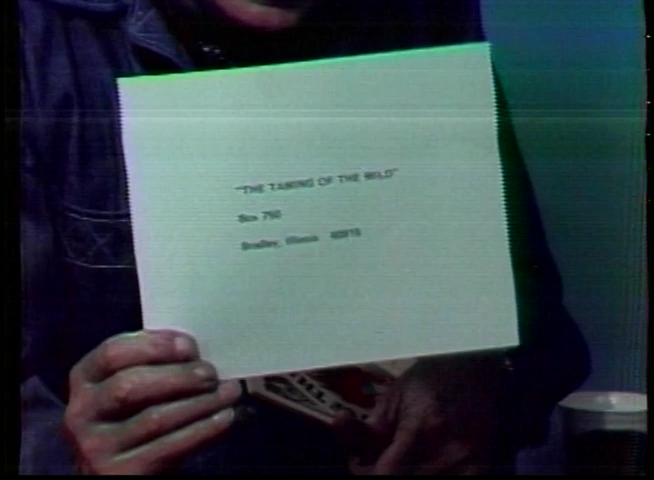 "THE TAMING OF THE WILD"
Box 750
Bradley, Illinois 60915